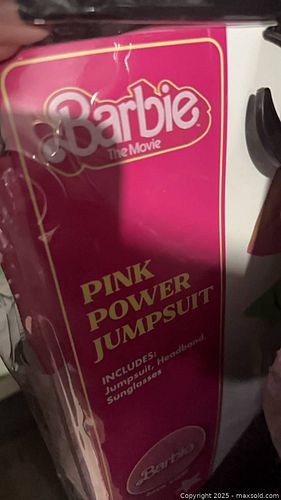 Barbie
The Movie
PINK
POWER
JUMPSUIT
INCLUDES:
Jumpsuit, Headband,
Sunglasses
Barbie
Copyright © 2025 - maxsold.com